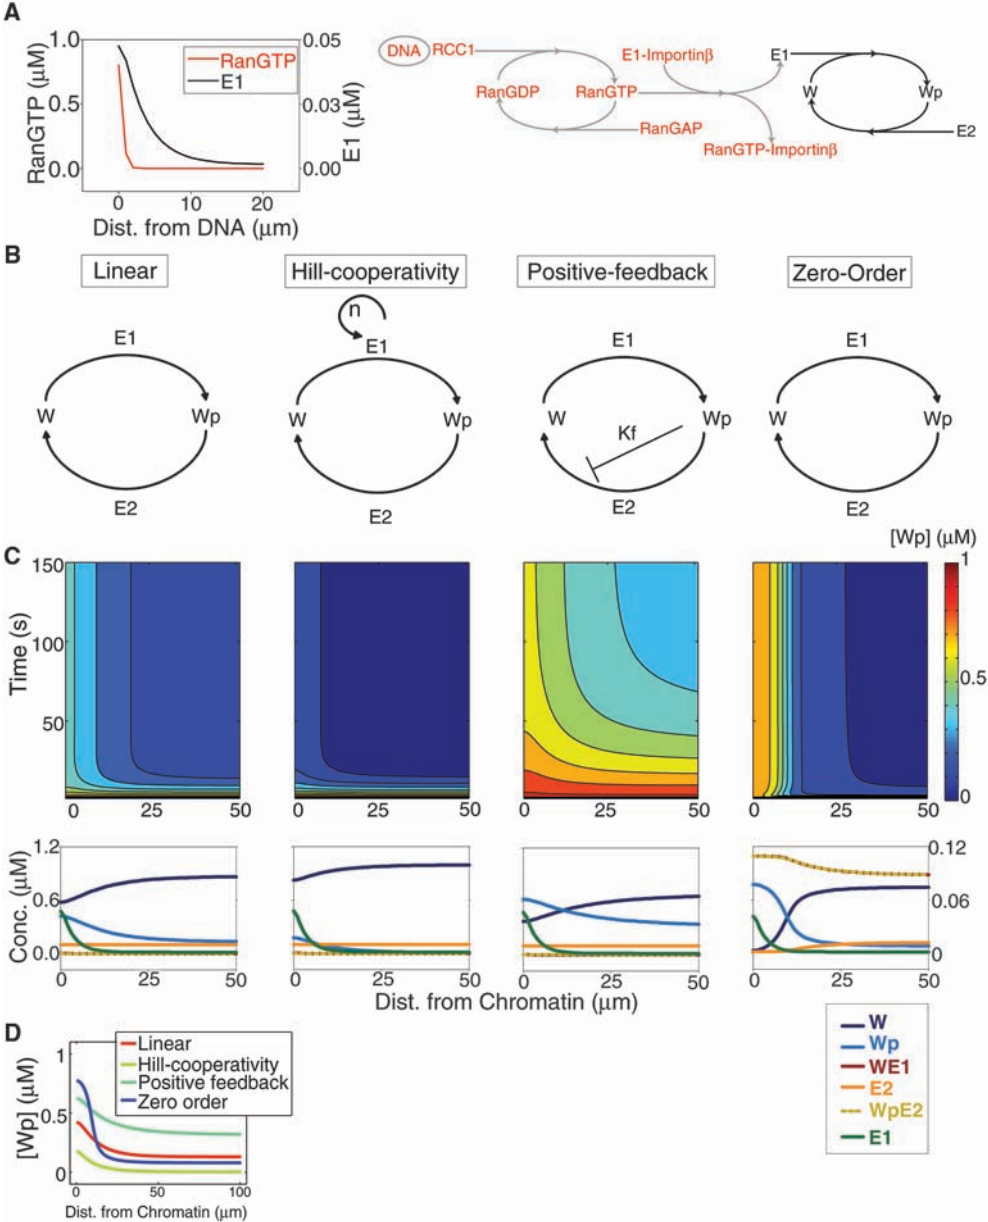 A
RanGTP (μM)
1.0
0.5
0.0
0.05
0.03
0.00
E1 (μM)
RanGTP
E1
0 10 20
Dist. from DNA (μm)
DNA RCC1
E1-Importinβ
E1
RanGDP RanGTP
W Wp
RanGAP
E2
RanGTP-Importinβ
B
Linear
Hill-cooperativity
Positive-feedback
Zero-Order
E1
W Wp
E2
n
E1
W Wp
E2
E1
W Wp
Kf
E2
E1
W Wp
E2
C
[Wp] (μM)
Time (s)
150
100
50
0 25 50
0 25 50
0 25 50
0 25 50
1
0.5
0
Conc. (μM)
1.2
0.6
0.0
0 25 50
0 25 50
0 25 50
0 25 50
0.12
0.06
0
Dist. from Chromatin (μm)
W
Wp
WE1
E2
WpE2
E1
D
[Wp] (μM)
1
0.5
0
Linear
Hill-cooperativity
Positive feedback
Zero order
0 50 100
Dist. from Chromatin (μm)